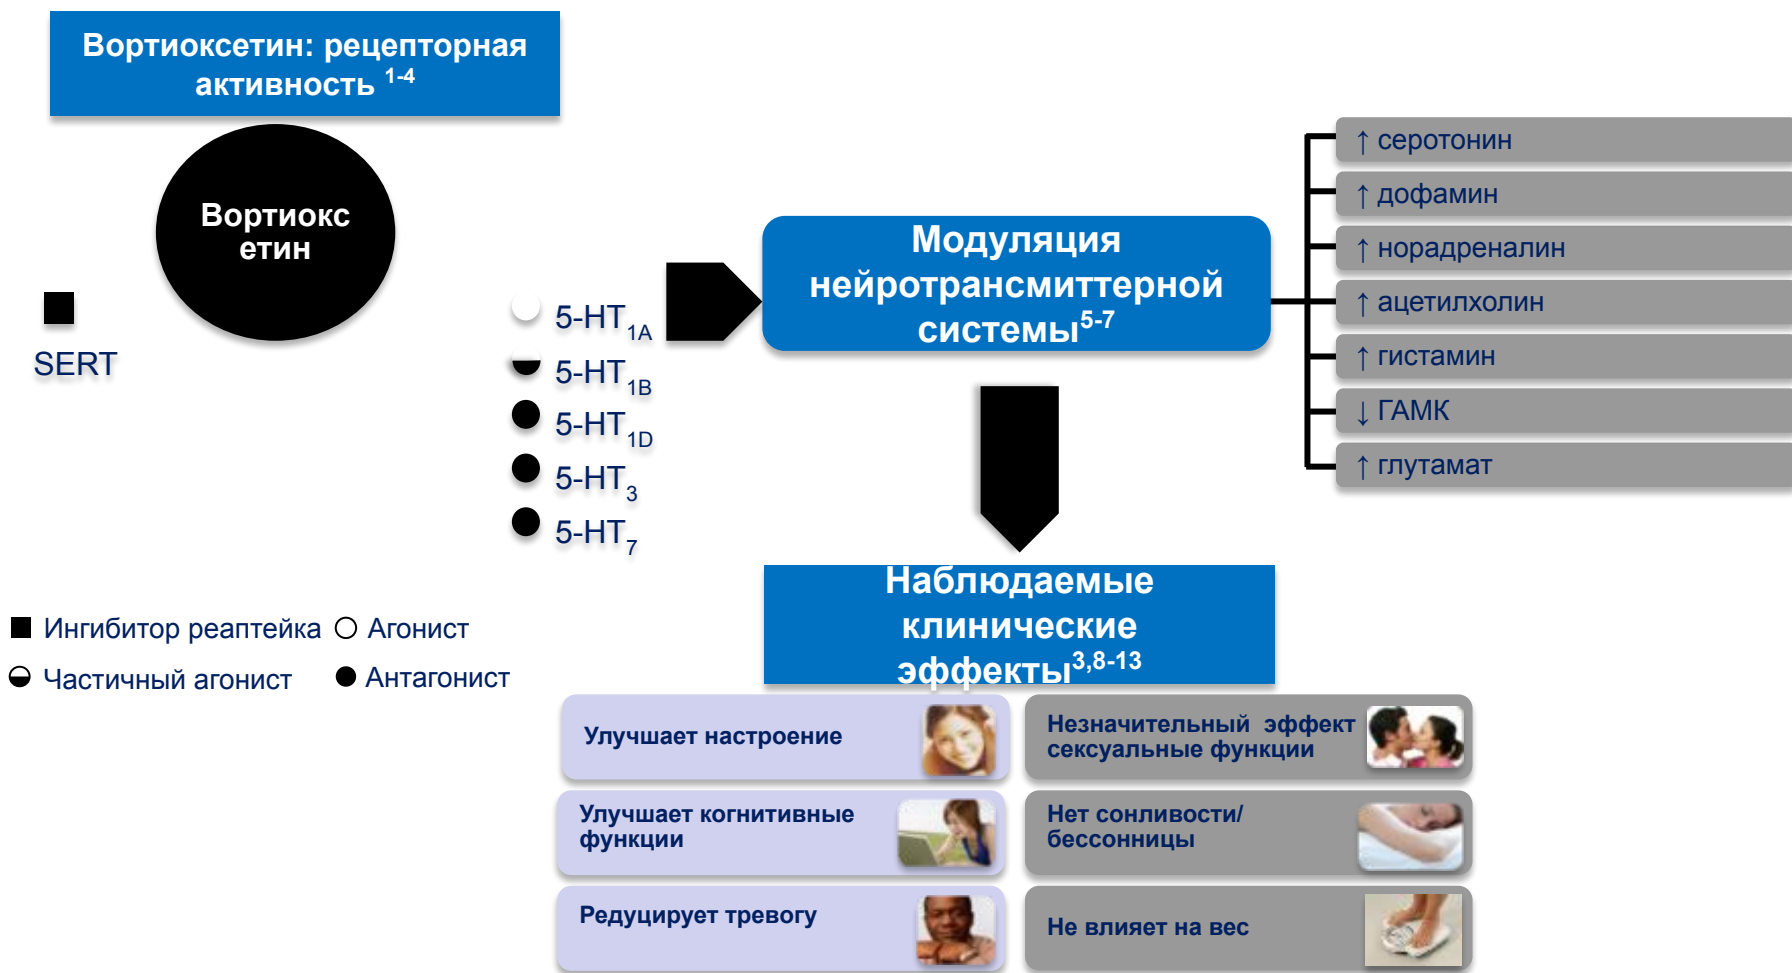 Вортиоксетин: рецепторная
активность 1-4
Вортиокс
етин
SERT
5-HT1A
5-HT1B
5-HT1D
5-HT3
5-HT7
Ингибитор реаптейка
Агонист
Частичный агонист
Антагонист
Модуляция
нейротрансмиттерной
системы5-7
↑ серотонин
↑ дофамин
↑ норадреналин
↑ ацетилхолин
↑ гистамин
↓ ГАМК
↑ глутамат
Наблюдаемые
клинические
эффекты3,8-13
Улучшает настроение
Улучшает когнитивные
функции
Редуцирует тревогу
Незначительный эффект
сексуальные функции
Нет сонливости/
бессонницы
Не влияет на вес